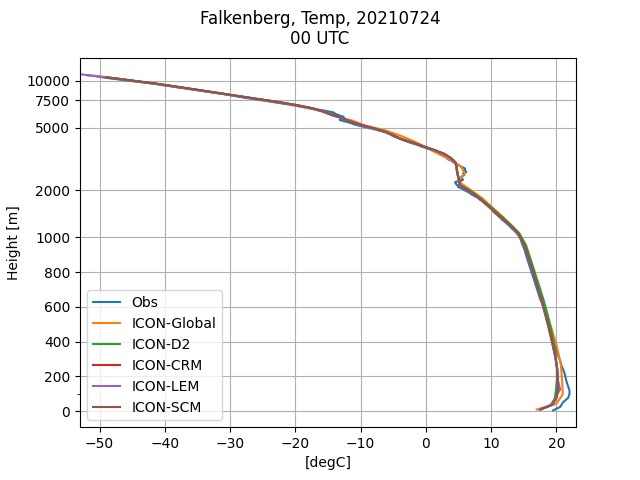 Falkenberg, Temp, 20210724
00 UTC
Height [m]
10000
7500
5000
2000
1000
800
600
400
200
0
Obs
ICON-Global
ICON-D2
ICON-CRM
ICON-LEM
ICON-SCM
−50 −40 −30 −20 −10 0 10 20
[degC]